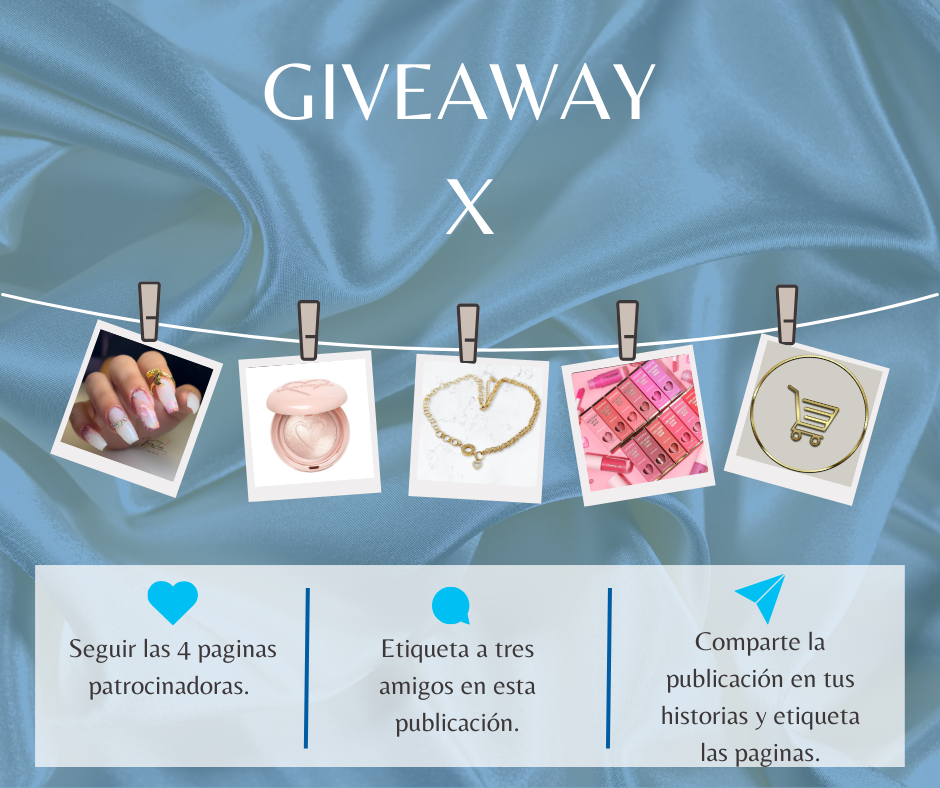 GIVEAWAY
X
Seguir las 4 paginas
patrocinadoras.
Etiqueta a tres
amigos en esta
publicación.
Comparte la
publicación en tus
historias y etiqueta
las paginas.